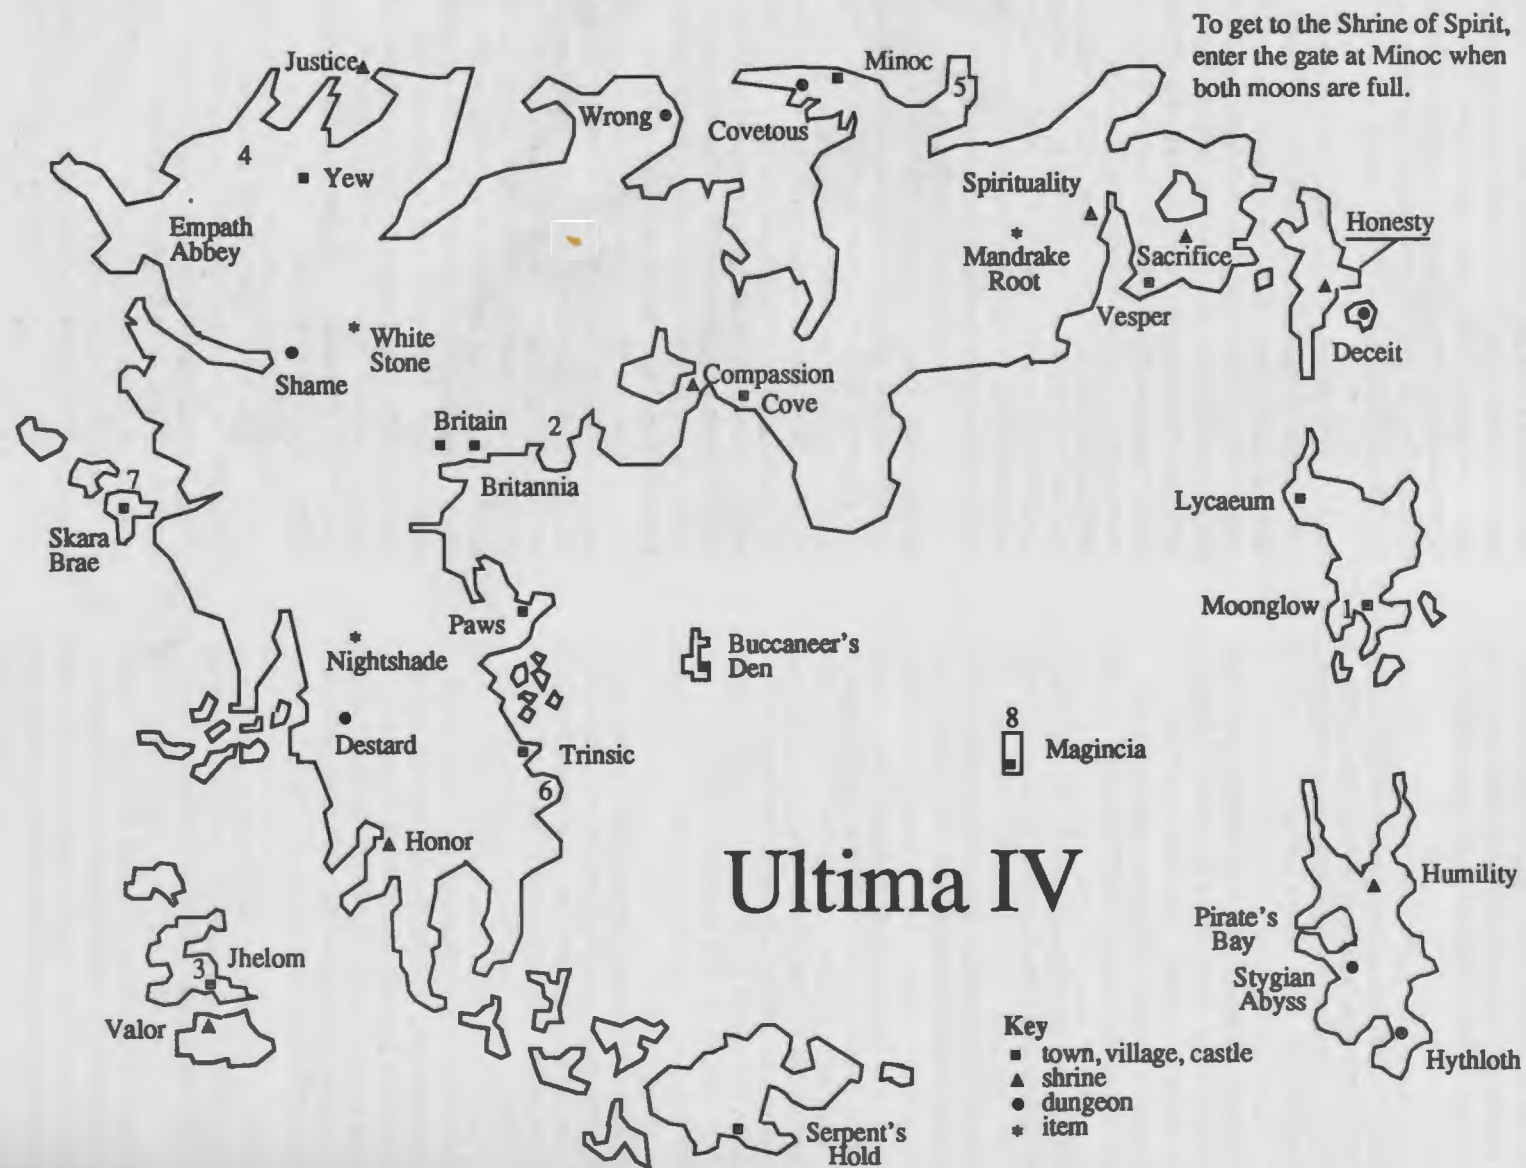 To get to the Shrine of Spirit,
enter the gate at Minoc when
both moons are full.
Justice
Minoc
5
Wrong
Covetous
4
Yew
Spirituality
Empath
Abbey
Honesty
Mandrake
Root
Sacrifice
Vesper
White
Stone
Shame
Deceit
Compassion
Cove
Britain
2
Britannia
7
Skara
Brae
Lycaeum
Moonglow
1
Paws
Nightshade
Buccaneer's
Den
Destard
Trinsic
8
Magincia
6
Honor
Ultima IV
Humility
Pirate's
Bay
Jhelom
3
Stygian
Abyss
Valor
Hythloth
Key
town, village, castle
shrine
dungeon
item
Serpent's
Hold